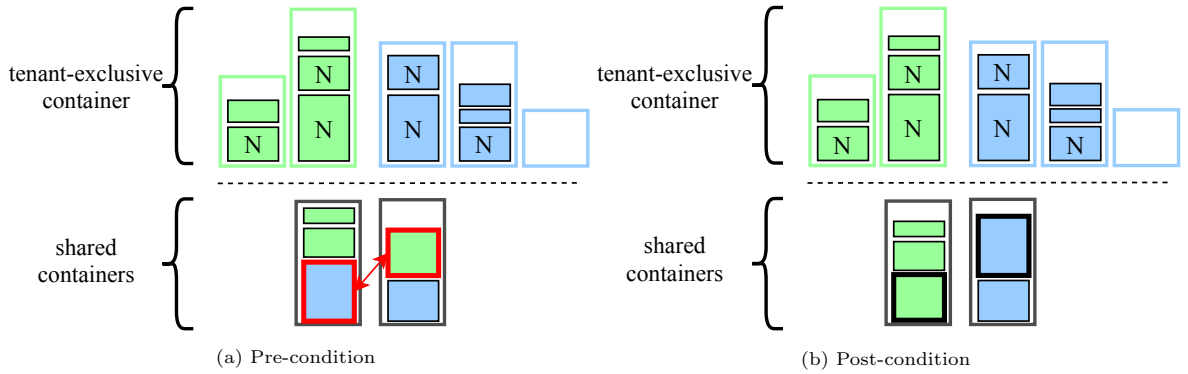 tenant-exclusive
container
N
N
N
N
N
N
shared
containers
(a) Pre-condition
tenant-exclusive
container
N
N
N
N
N
N
shared
containers
(b) Post-condition